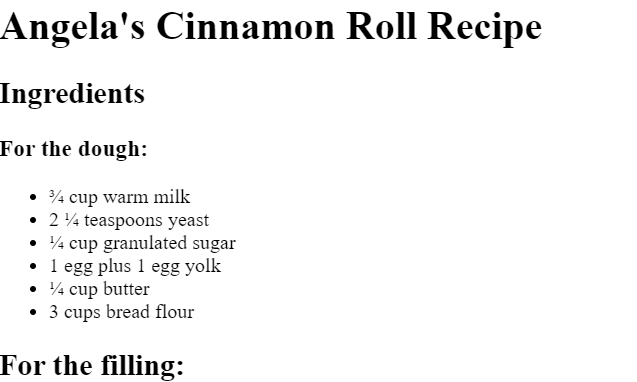 Angela's Cinnamon Roll Recipe
Ingredients
For the dough:
• ¾ cup warm milk
• 2 ¼ teaspoons yeast
• ¼ cup granulated sugar
• 1 egg plus 1 egg yolk
• ¼ cup butter
• 3 cups bread flour
For the filling: